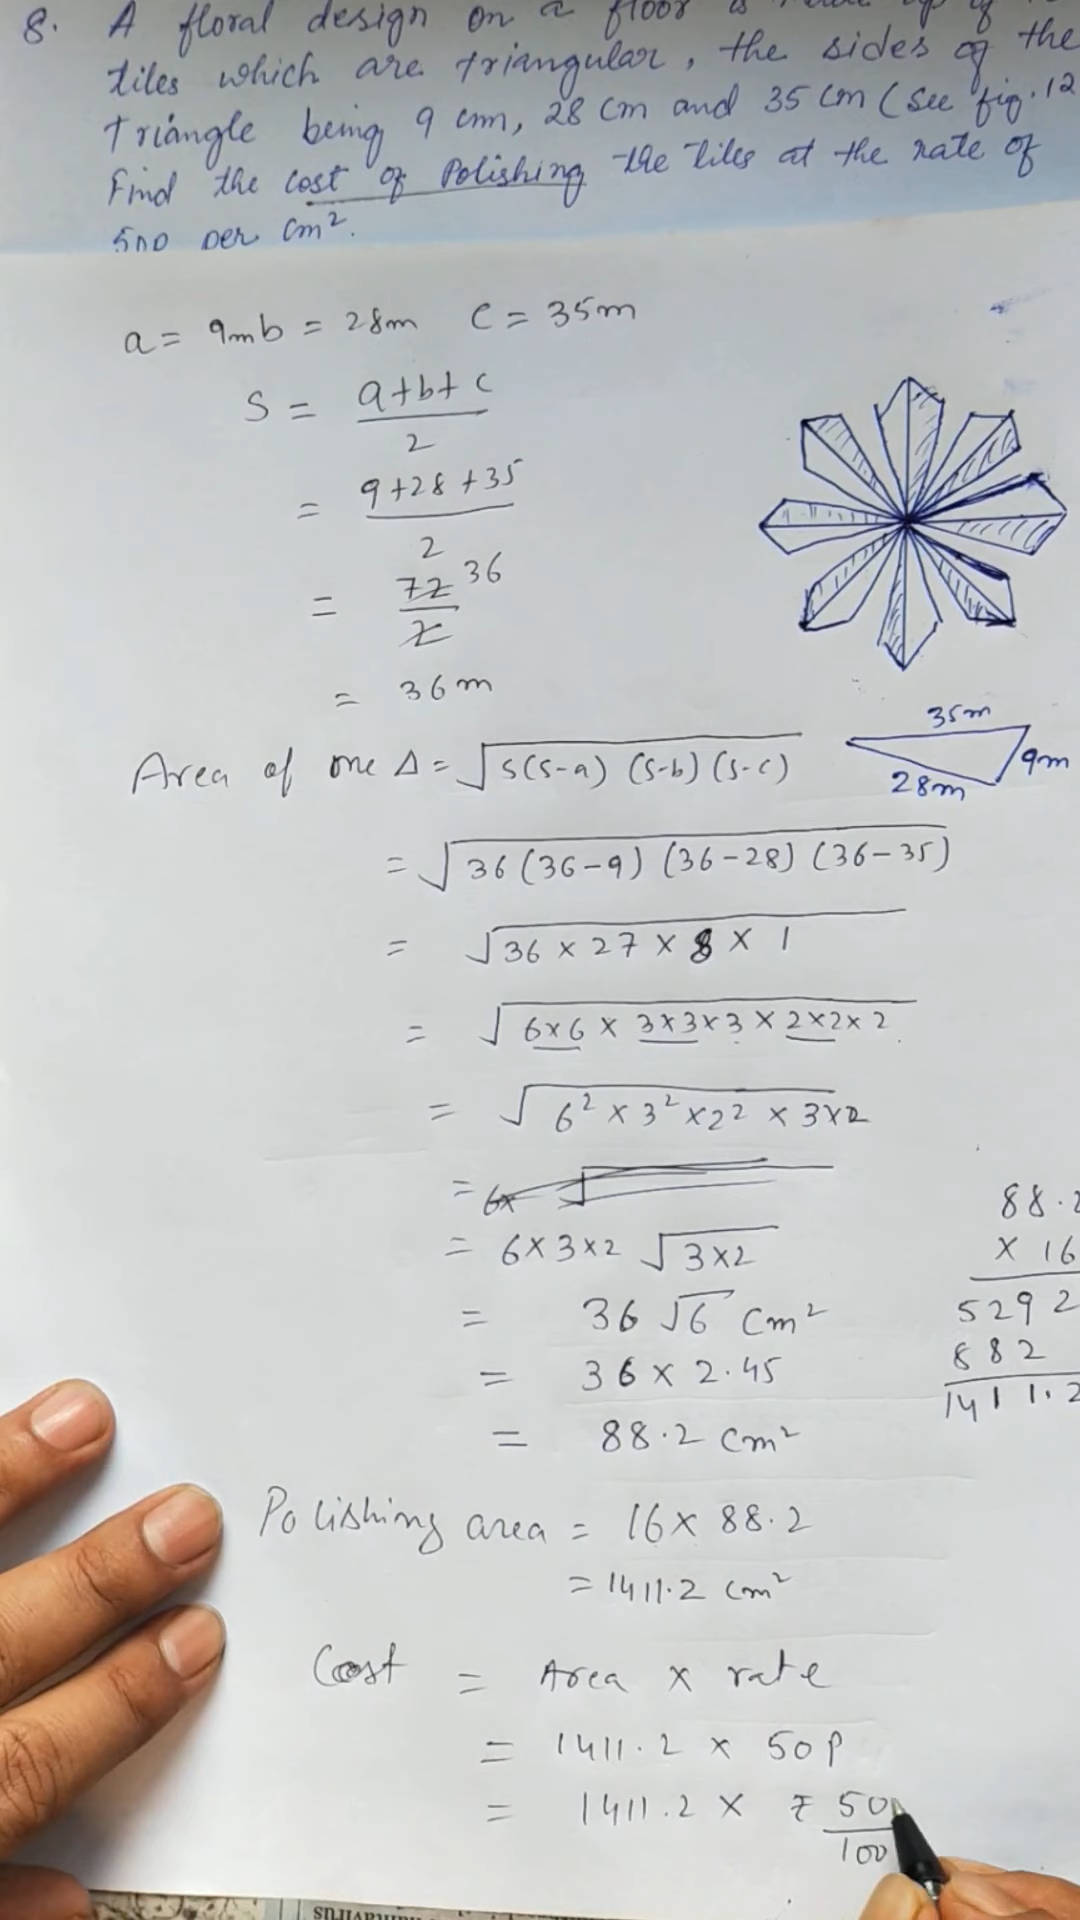 8. A floral design on a floor is made up of
tiles which are triangular, the sides of the
triangle being 9 cm, 28 cm and 35 cm (see fig. 12
Find the cost of Polishing the tiles at the rate of
50p per cm².
a = 9m b = 28m c = 35m
S = a+b+c
2
= 9+28+35
2
= 72 36
2
= 36m
35m
9m
28m
Area of one Δ = √s(s-a) (s-b) (s-c)
= √36(36-9) (36-28) (36-35)
= √36 × 27 × 8 × 1
= √6×6 × 3×3×3 × 2×2×2
= √6² × 3² × 2² × 3×2
= 6×
= 6×3×2 √3×2
= 36 √6 cm²
= 36 × 2.45
= 88.2 cm²
88.2
× 16
5292
882
1411.2
Polishing area = 16 × 88.2
= 1411.2 cm²
Cost = Area × rate
= 1411.2 × 50p
= 1411.2 × ₹ 50
100